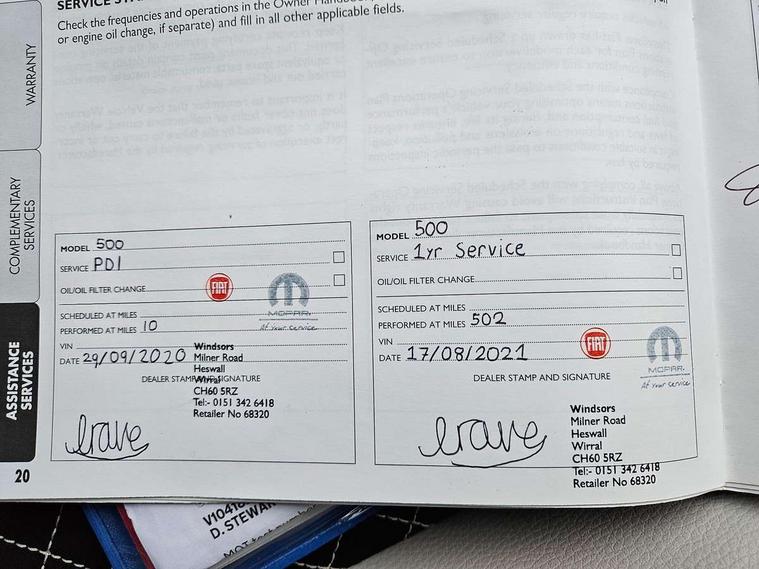 Check the frequencies and operations in the Owner Handbook
or engine oil change, if separate) and fill in all other applicable fields.
WARRANTY
COMPLEMENTARY
SERVICES
ASSISTANCE
SERVICES
20
MODEL 500
SERVICE PDI
OIL/OIL FILTER CHANGE
FIAT
MOPAR.
At your service
SCHEDULED AT MILES
PERFORMED AT MILES 10
VIN
DATE 29/09/2020
DEALER STAMP AND SIGNATURE
Windsors
Milner Road
Heswall
Wirral
CH60 5RZ
Tel:- 0151 342 6418
Retailer No 68320
MODEL 500
SERVICE 1yr Service
OIL/OIL FILTER CHANGE
SCHEDULED AT MILES
PERFORMED AT MILES 502
VIN
DATE 17/08/2021
FIAT
MOPAR.
At your service
DEALER STAMP AND SIGNATURE
Windsors
Milner Road
Heswall
Wirral
CH60 5RZ
Tel:- 0151 342 6418
Retailer No 68320
D. STEWAR